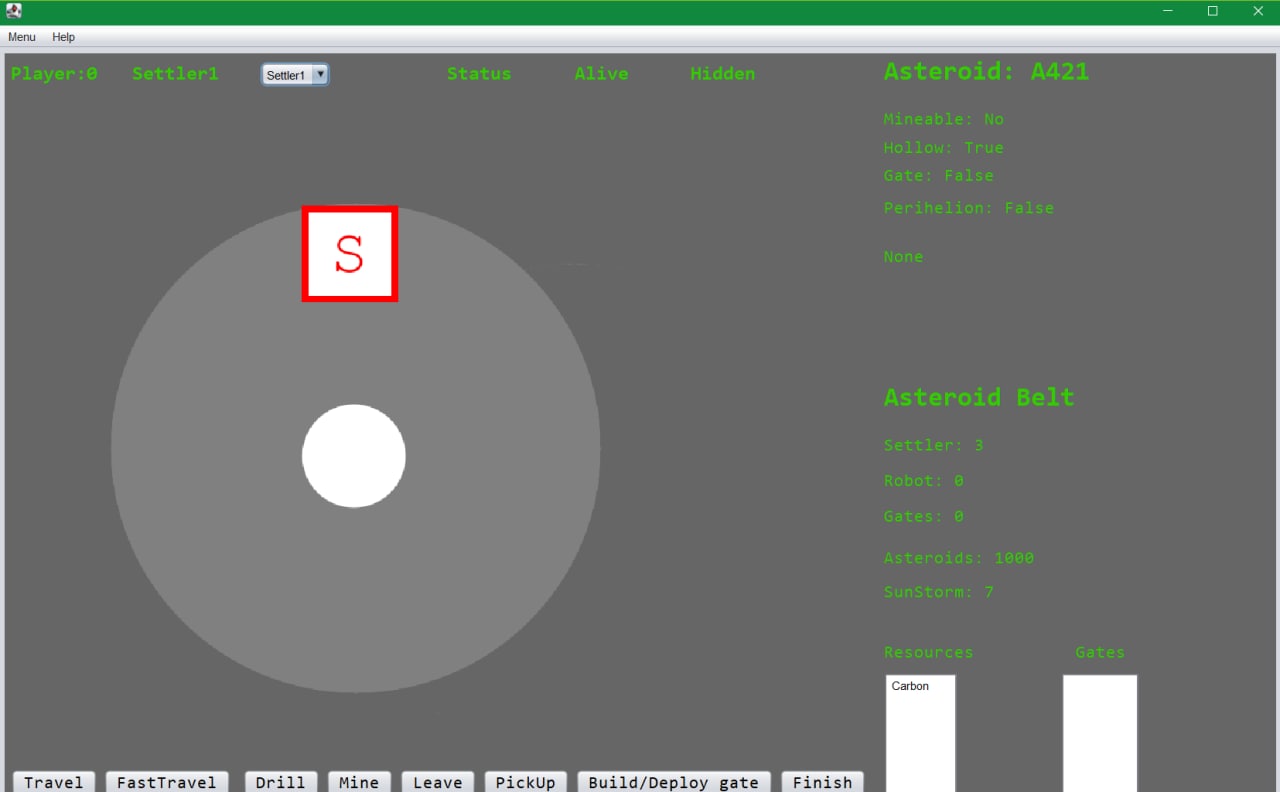 Menu Help
Player:0 Settler1 Settler1 Status Alive Hidden
Asteroid: A421
Mineable: No
Hollow: True
Gate: False
Perihelion: False
None
S
Asteroid Belt
Settler: 3
Robot: 0
Gates: 0
Asteroids: 1000
SunStorm: 7
Resources Gates
Carbon
Travel FastTravel Drill Mine Leave PickUp Build/Deploy gate Finish